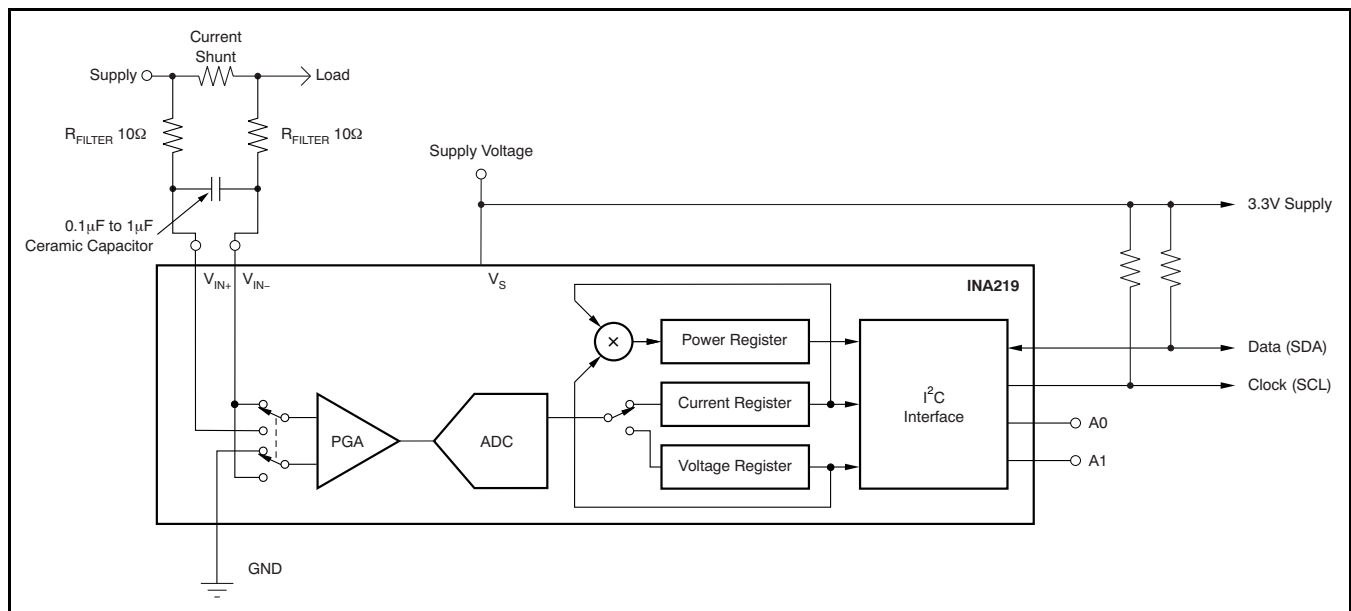 Current
Shunt
Supply
Load
R_FILTER 10Ω
R_FILTER 10Ω
Supply Voltage
0.1μF to 1μF
Ceramic Capacitor
3.3V Supply
V_IN+
V_IN−
V_S
INA219
×
Power Register
Data (SDA)
Current Register
I²C
Interface
Clock (SCL)
A0
PGA
ADC
Voltage Register
A1
GND